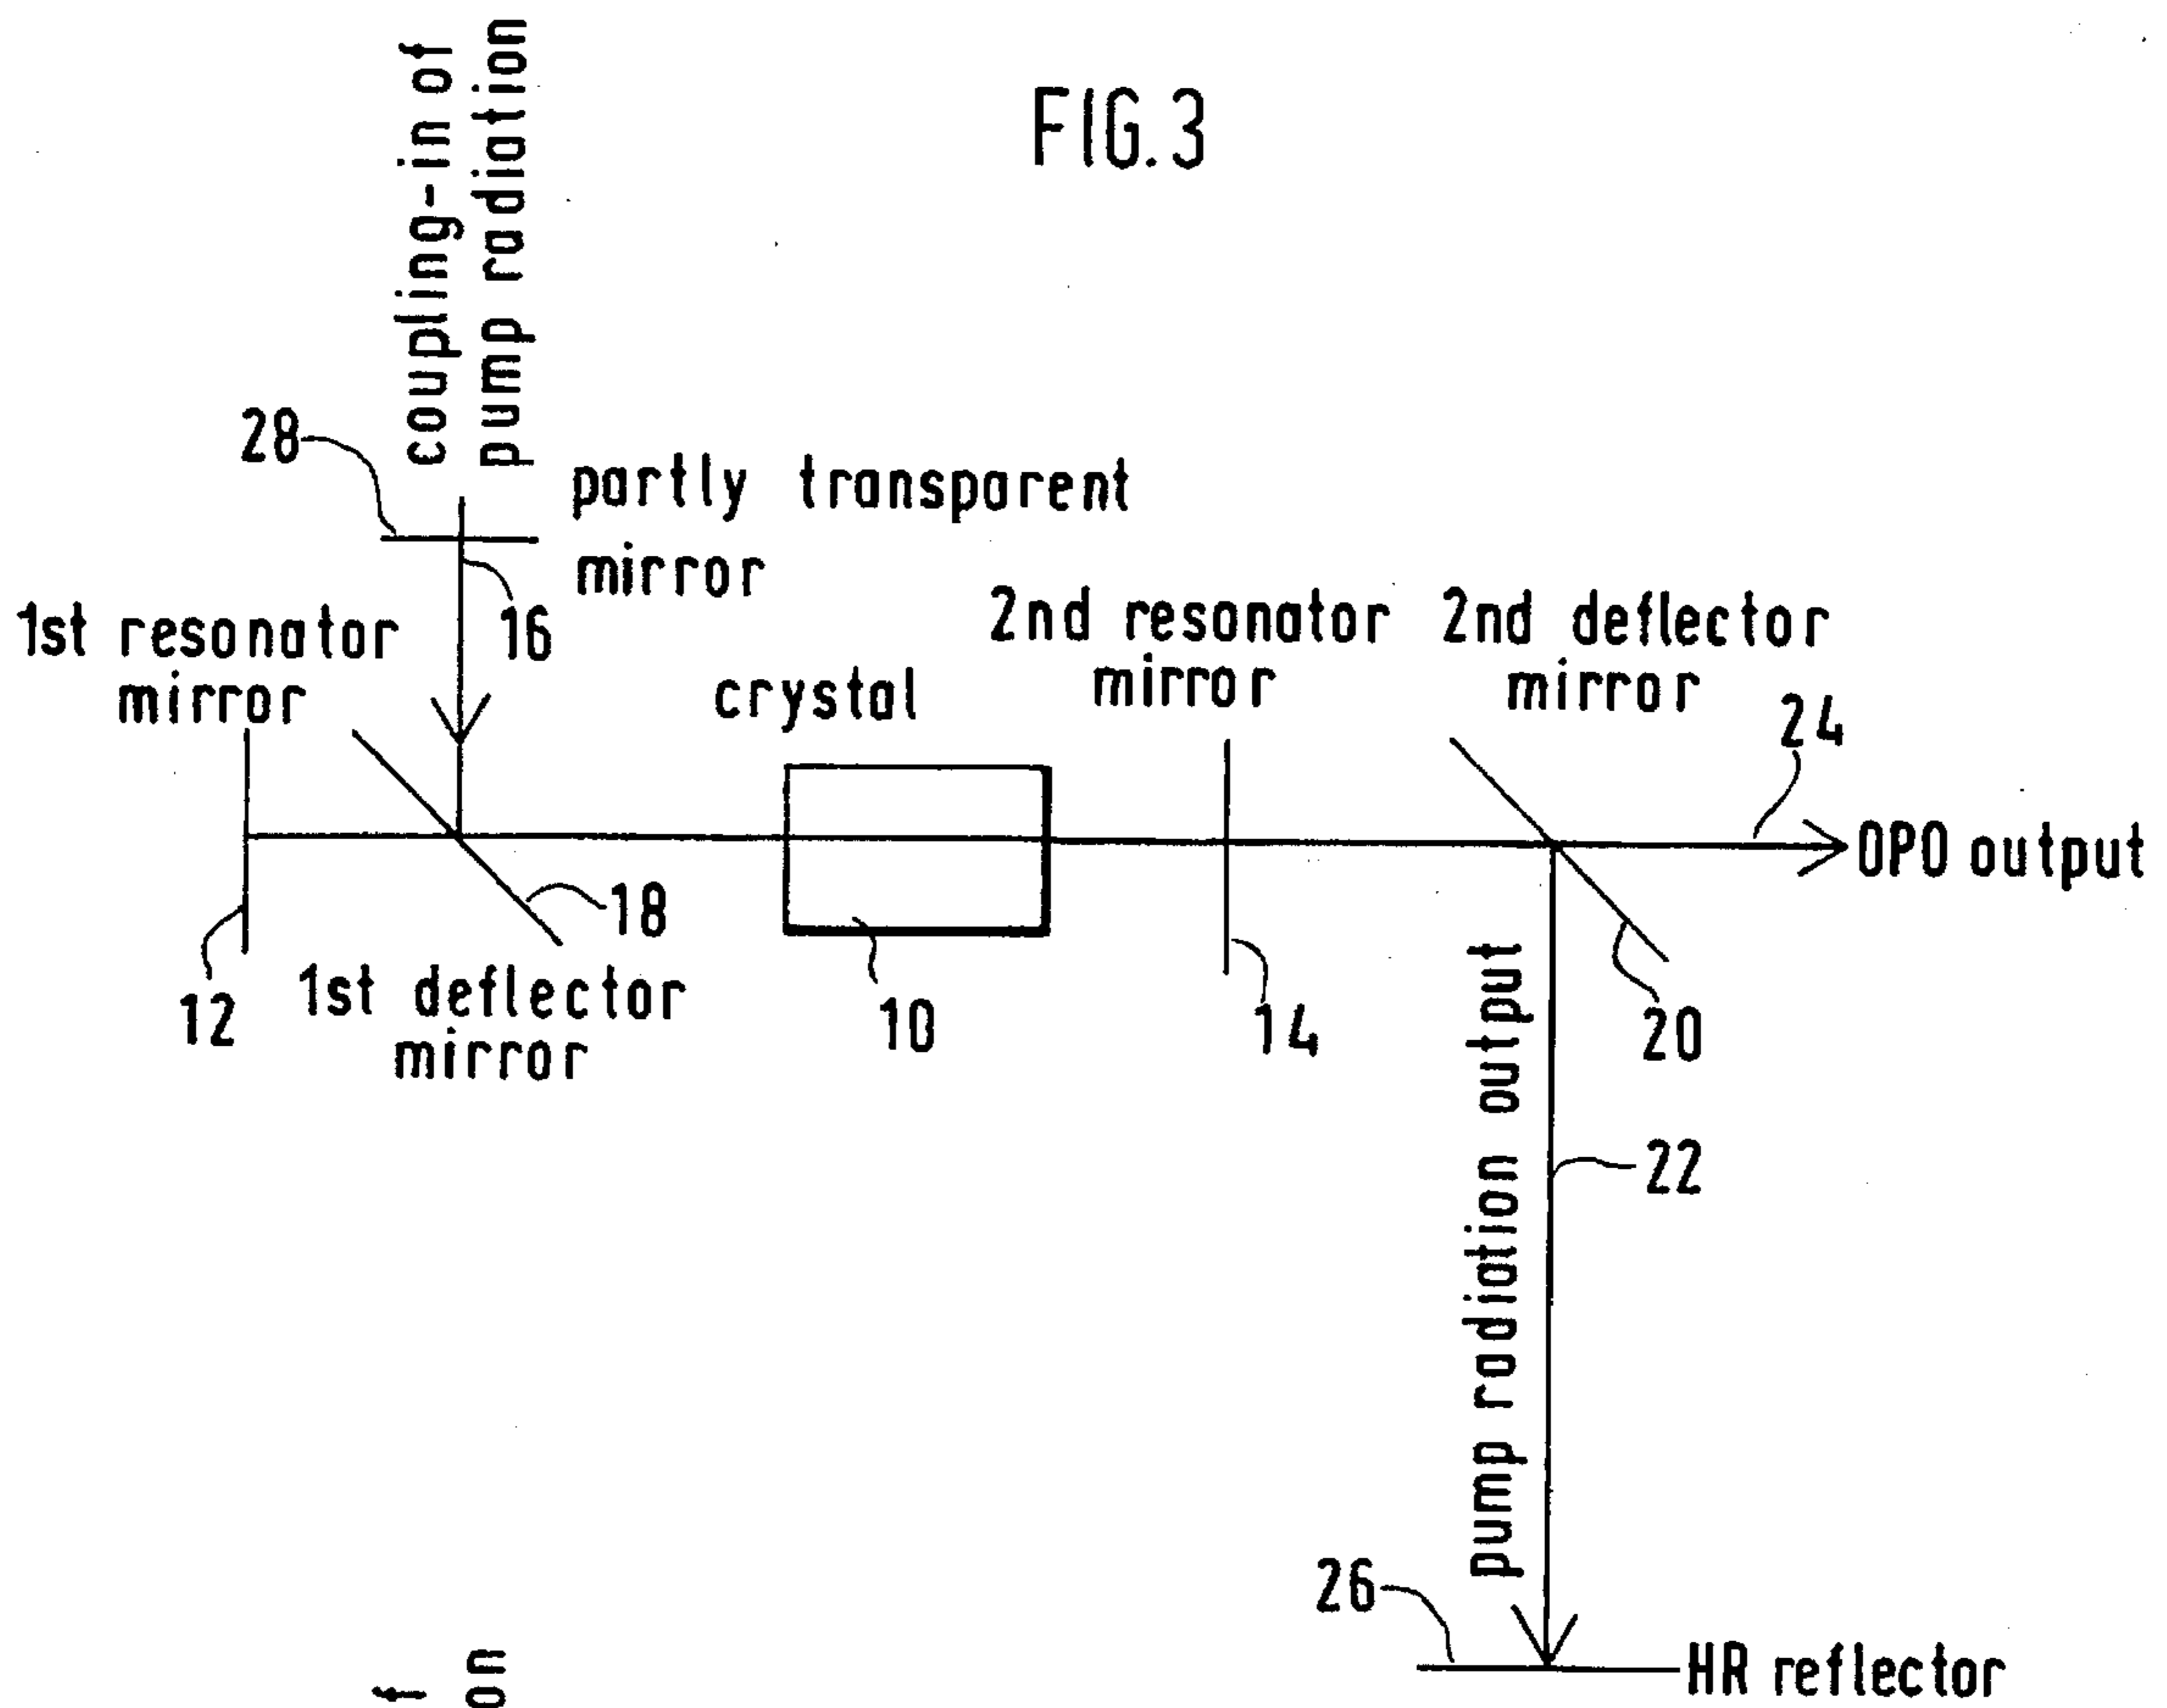 FIG.3
coupling-in of
pump radiation
28
partly transparent
mirror
16
1st resonator
mirror
crystal
2nd resonator
mirror
2nd deflector
mirror
24
OPO output
18
12
1st deflector
mirror
10
14
20
pump radiation output
22
26
HR reflector
f
on